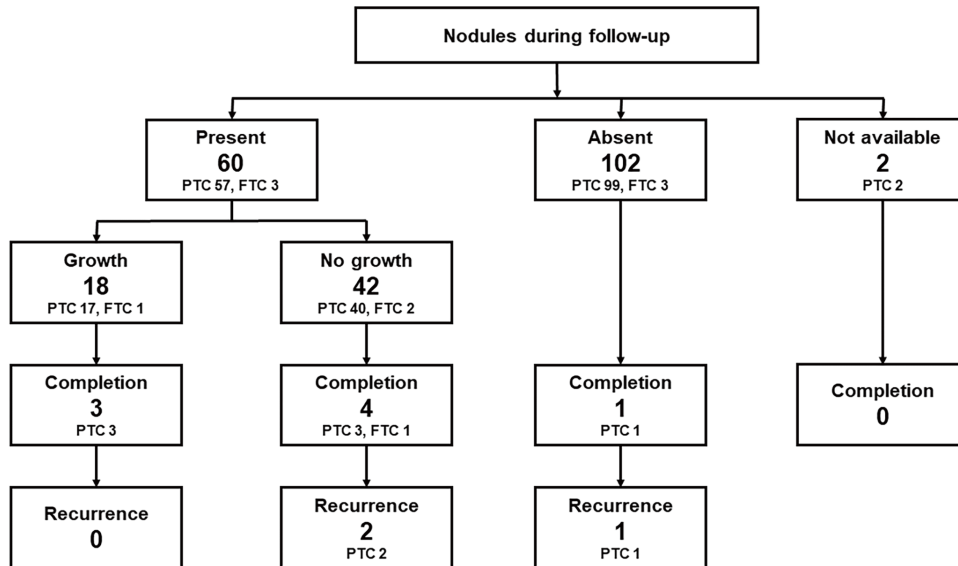 Nodules during follow-up
Present
60
PTC 57, FTC 3
Absent
102
PTC 99, FTC 3
Not available
2
PTC 2
Growth
18
PTC 17, FTC 1
No growth
42
PTC 40, FTC 2
Completion
3
PTC 3
Completion
4
PTC 3, FTC 1
Completion
1
PTC 1
Completion
0
Recurrence
0
Recurrence
2
PTC 2
Recurrence
1
PTC 1